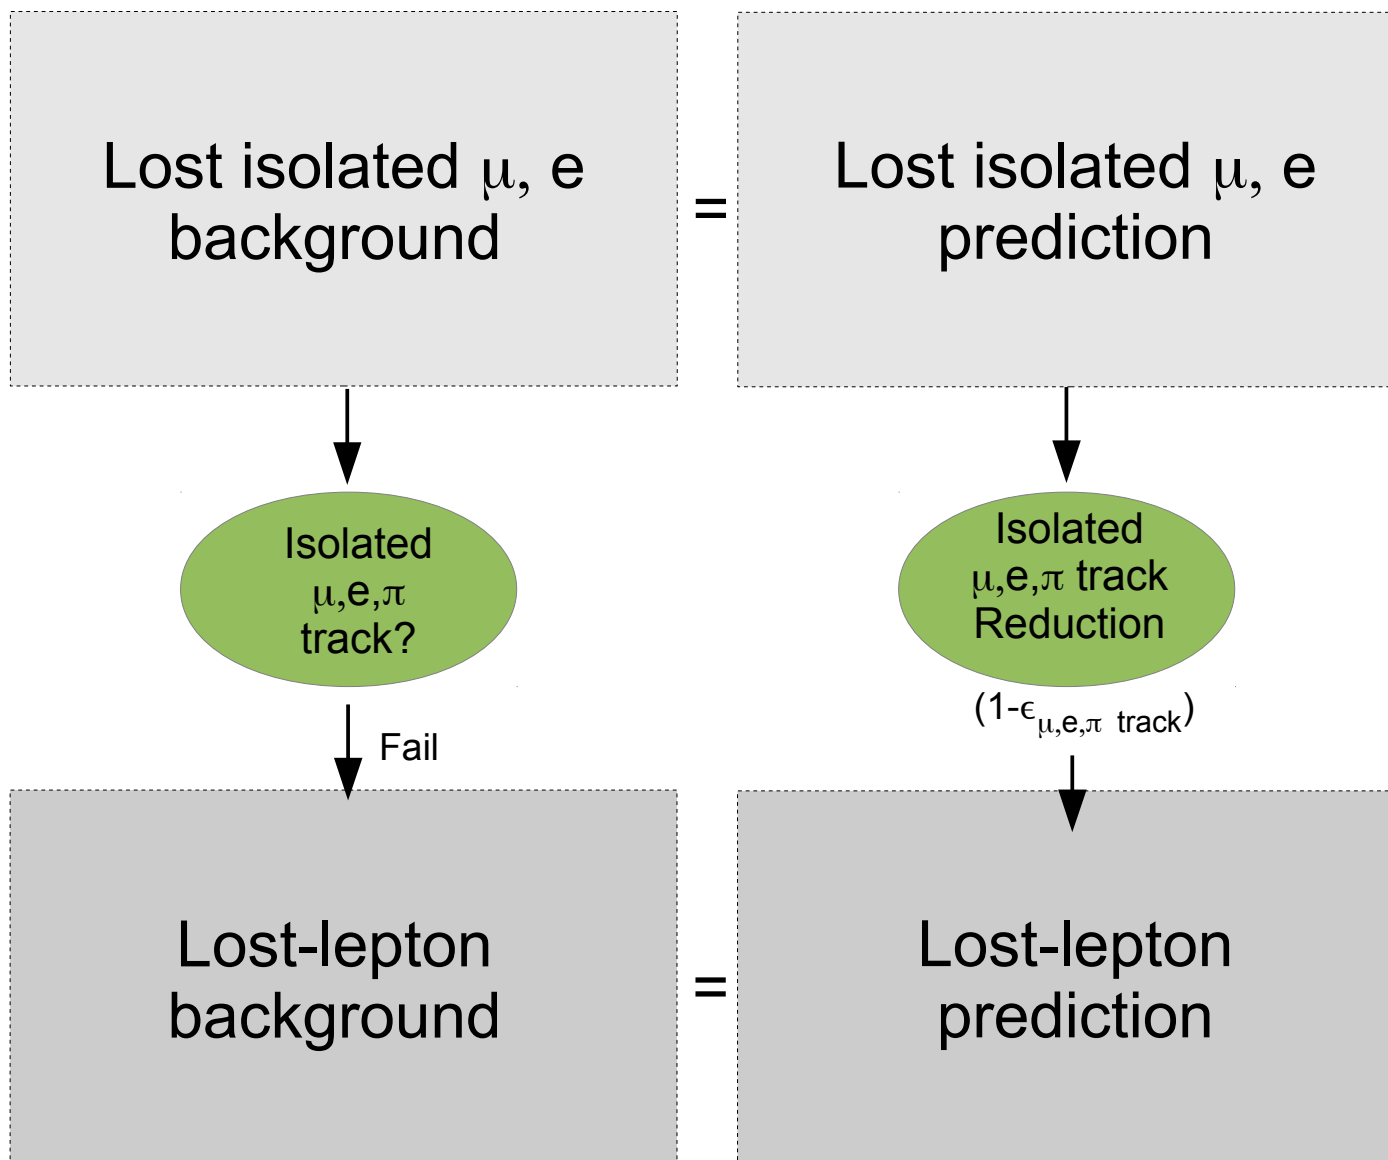 Lost isolated μ, e
background
=
Lost isolated μ, e
prediction
Isolated
μ,e,π
track?
Isolated
μ,e,π track
Reduction
Fail
(1-ϵμ,e,π track)
Lost-lepton
background
=
Lost-lepton
prediction